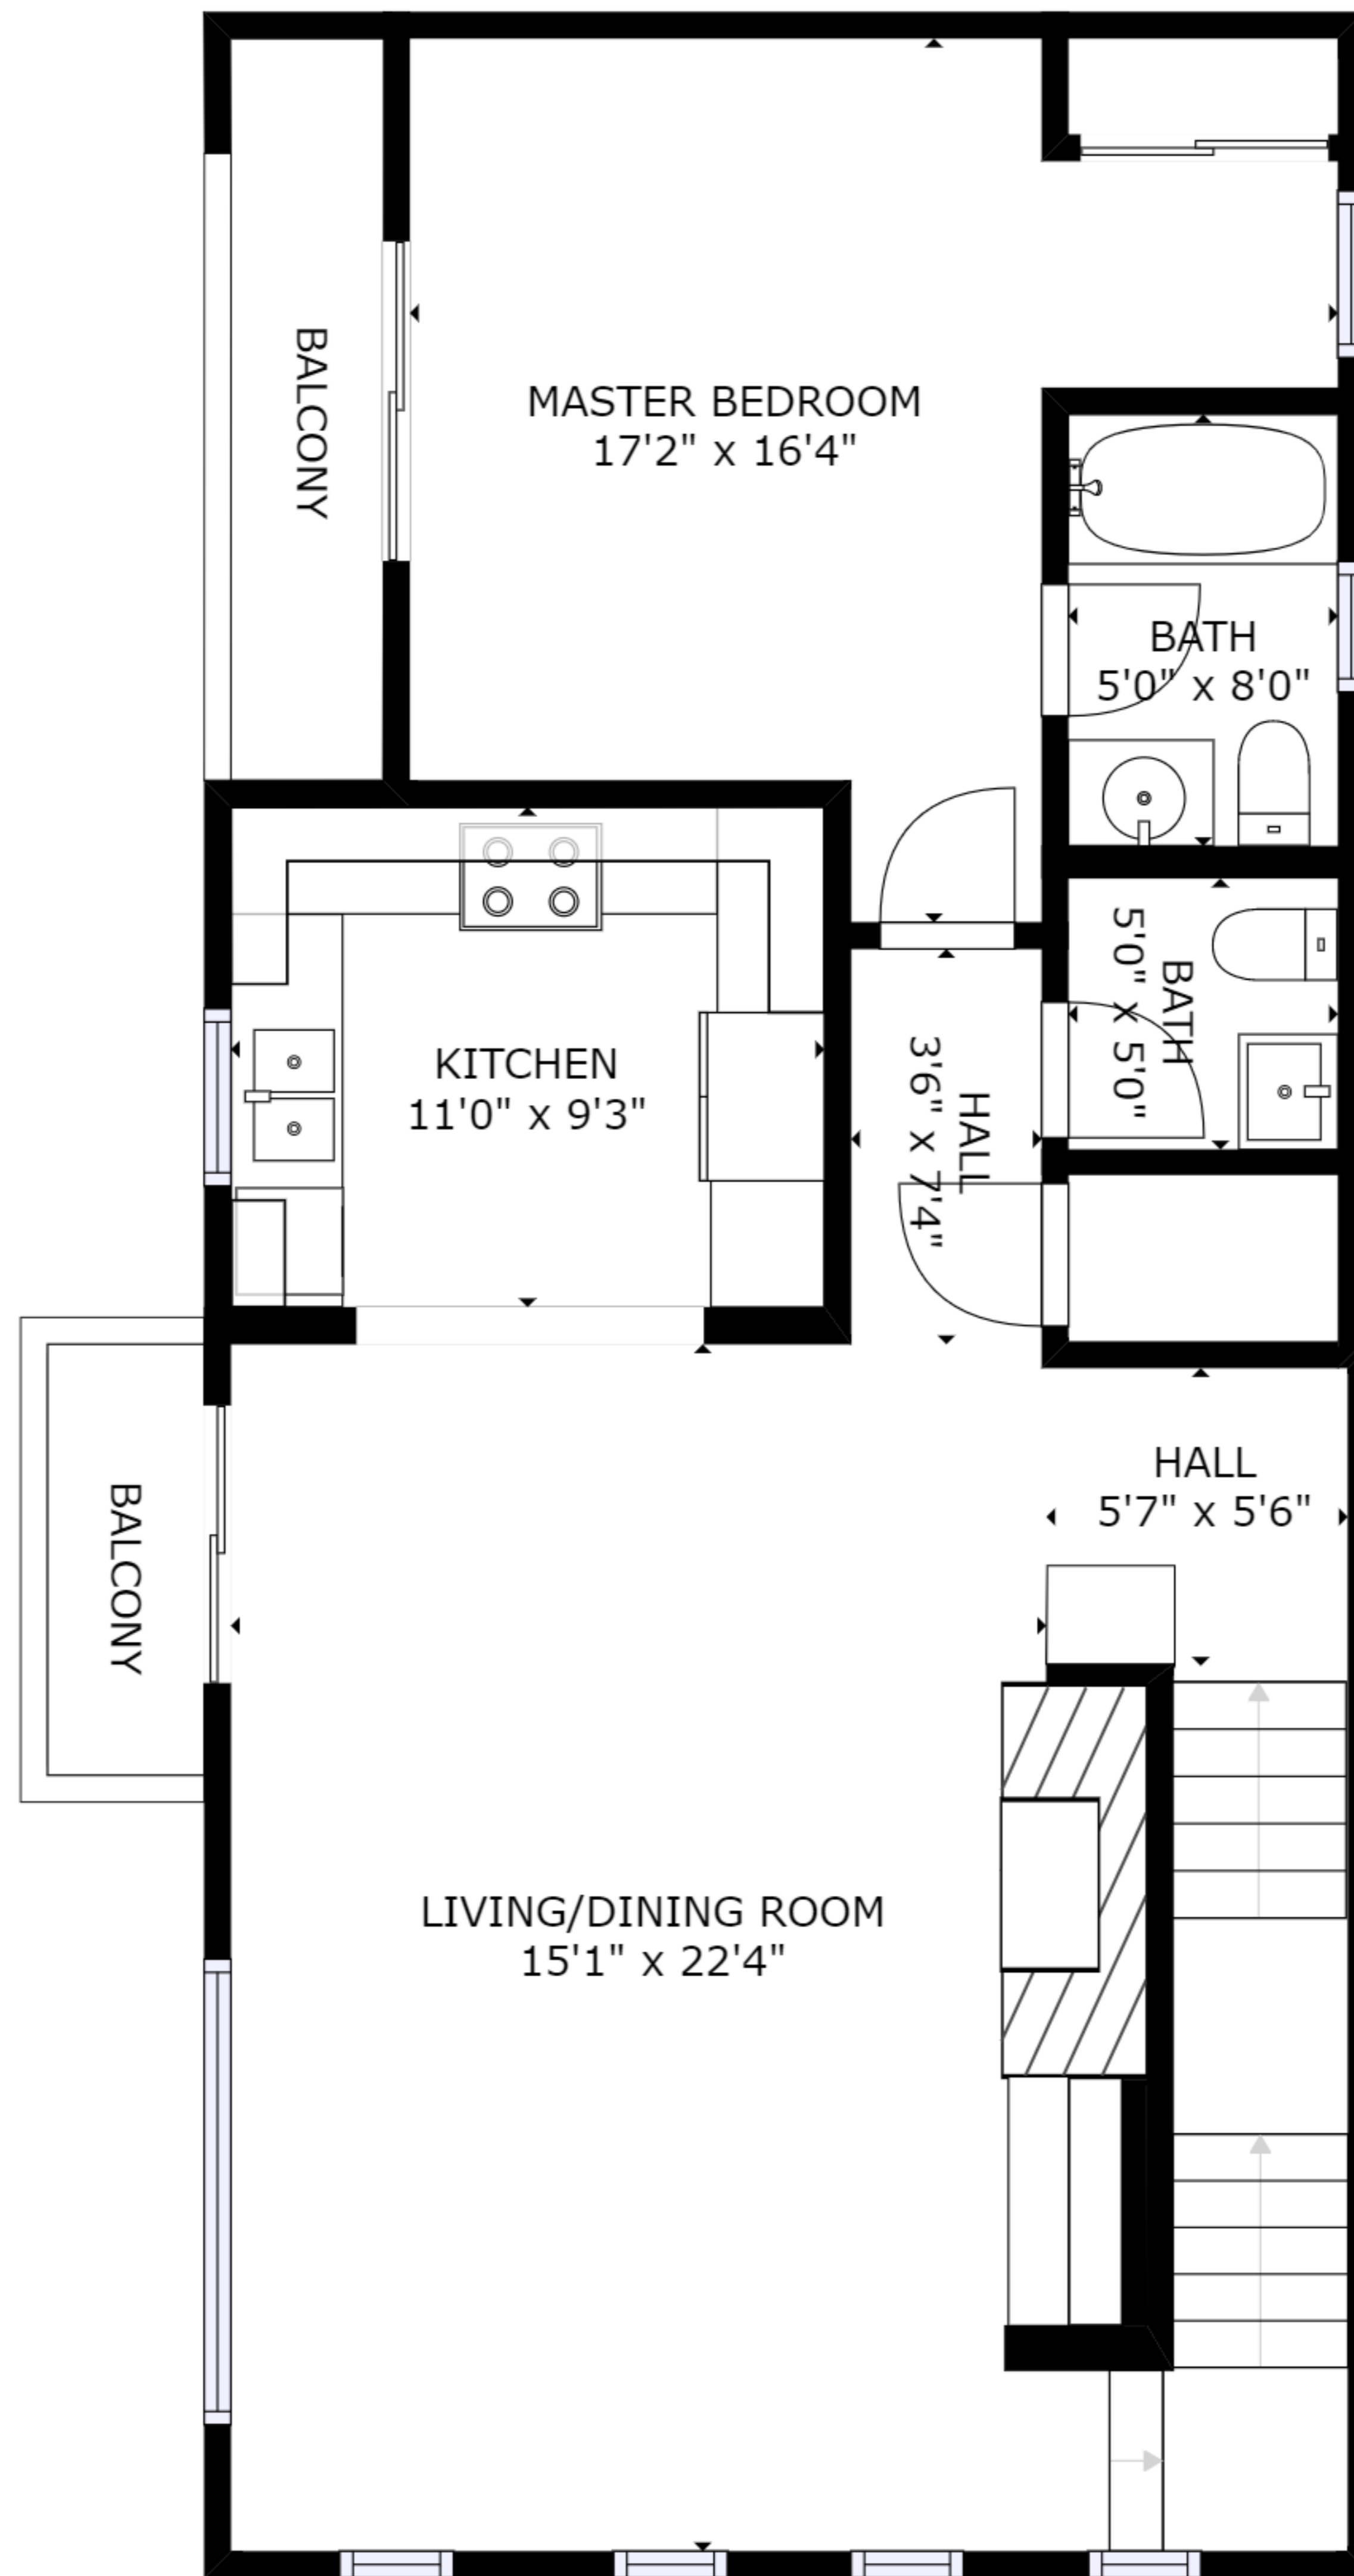 BALCONY
MASTER BEDROOM
17'2" x 16'4"
BATH
5'0" x 8'0"
BATH
5'0" x 5'0"
KITCHEN
11'0" x 9'3"
HALL
3'6" x 7'4"
HALL
5'7" x 5'6"
BALCONY
LIVING/DINING ROOM
15'1" x 22'4"